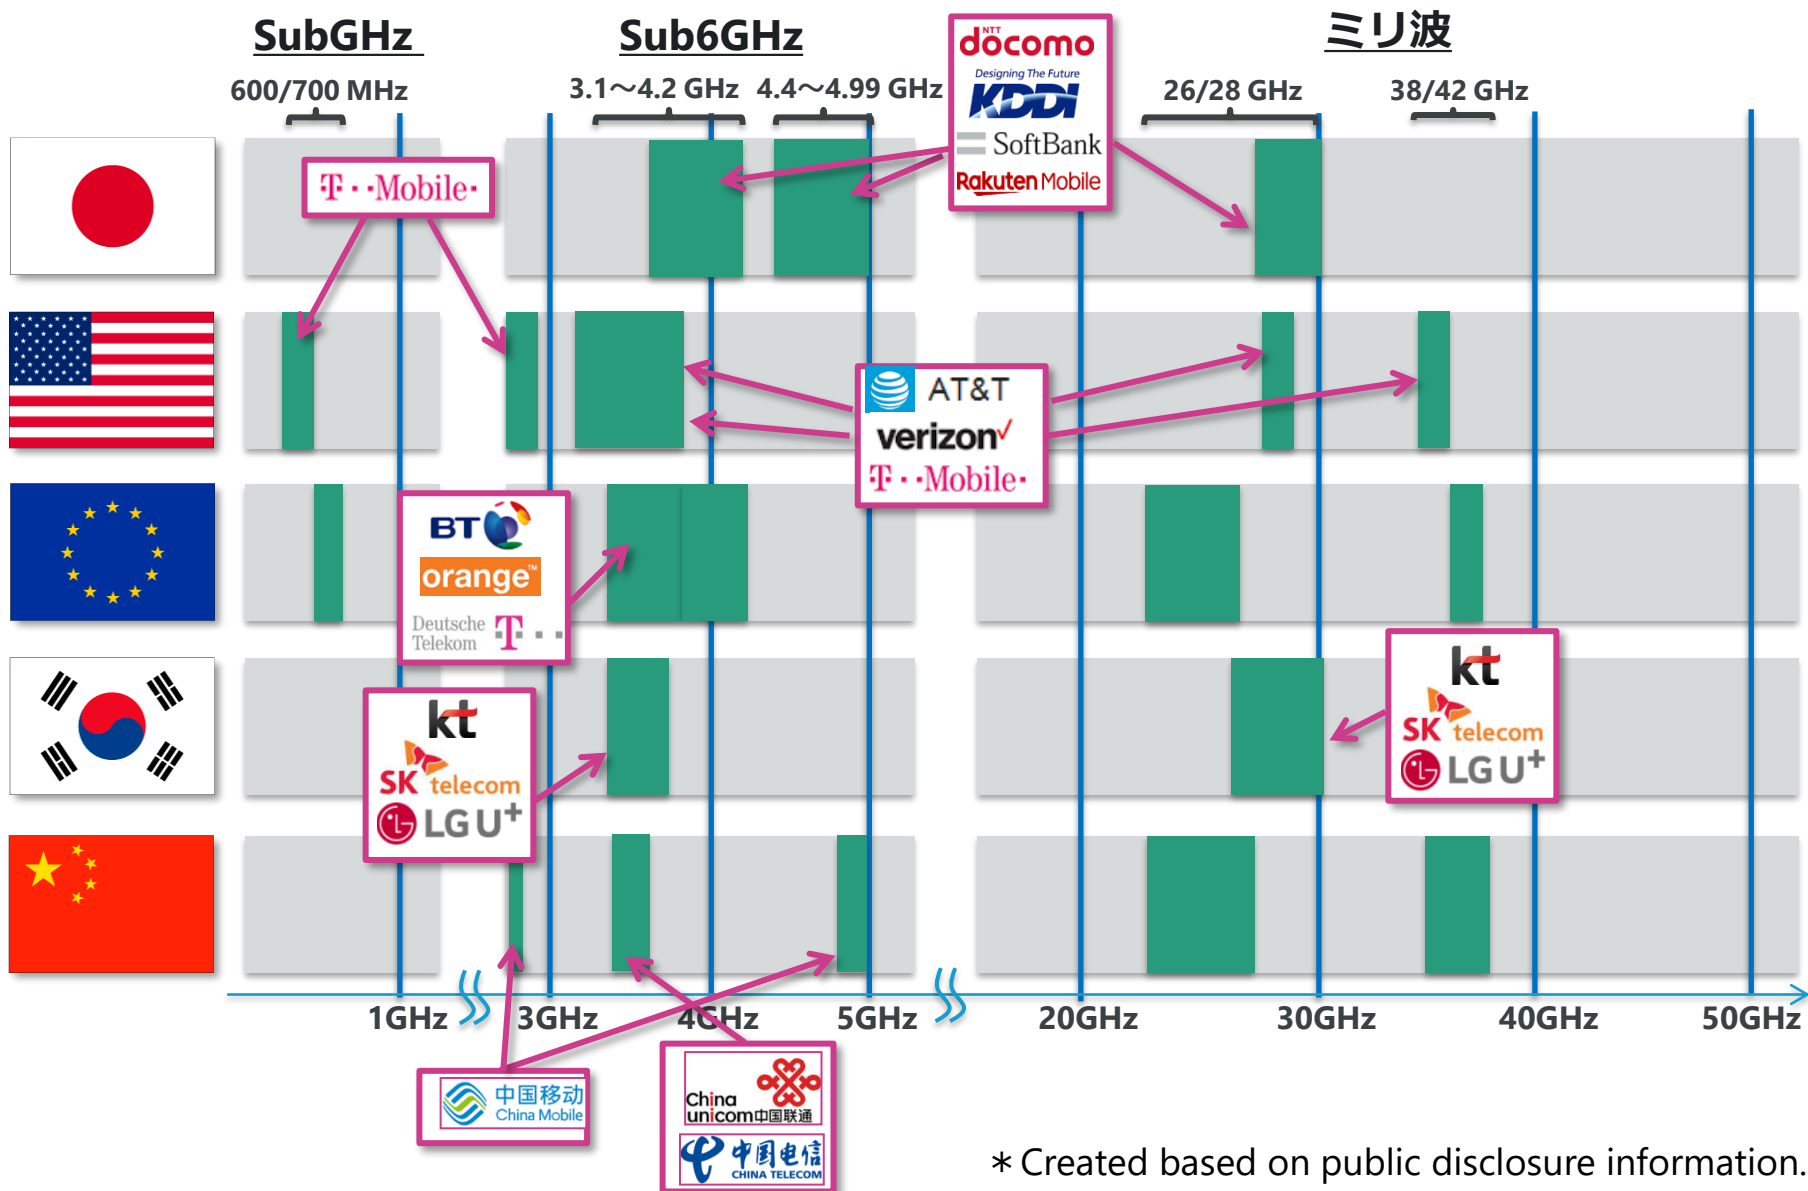 SubGHz
Sub6GHz
ミリ波
600/700 MHz
3.1～4.2 GHz
4.4～4.99 GHz
26/28 GHz
38/42 GHz
NTT
döcomo
Designing The Future
KDDI
SoftBank
Rakuten Mobile
T··Mobile·
AT&T
verizon✓
T··Mobile·
BT
orange™
Deutsche
Telekom
T··
kt
SK telecom
LG U+
kt
SK telecom
LG U+
1GHz
3GHz
4GHz
5GHz
20GHz
30GHz
40GHz
50GHz
中国移动
China Mobile
China
unicom中国联通
中国电信
CHINA TELECOM
＊Created based on public disclosure information.